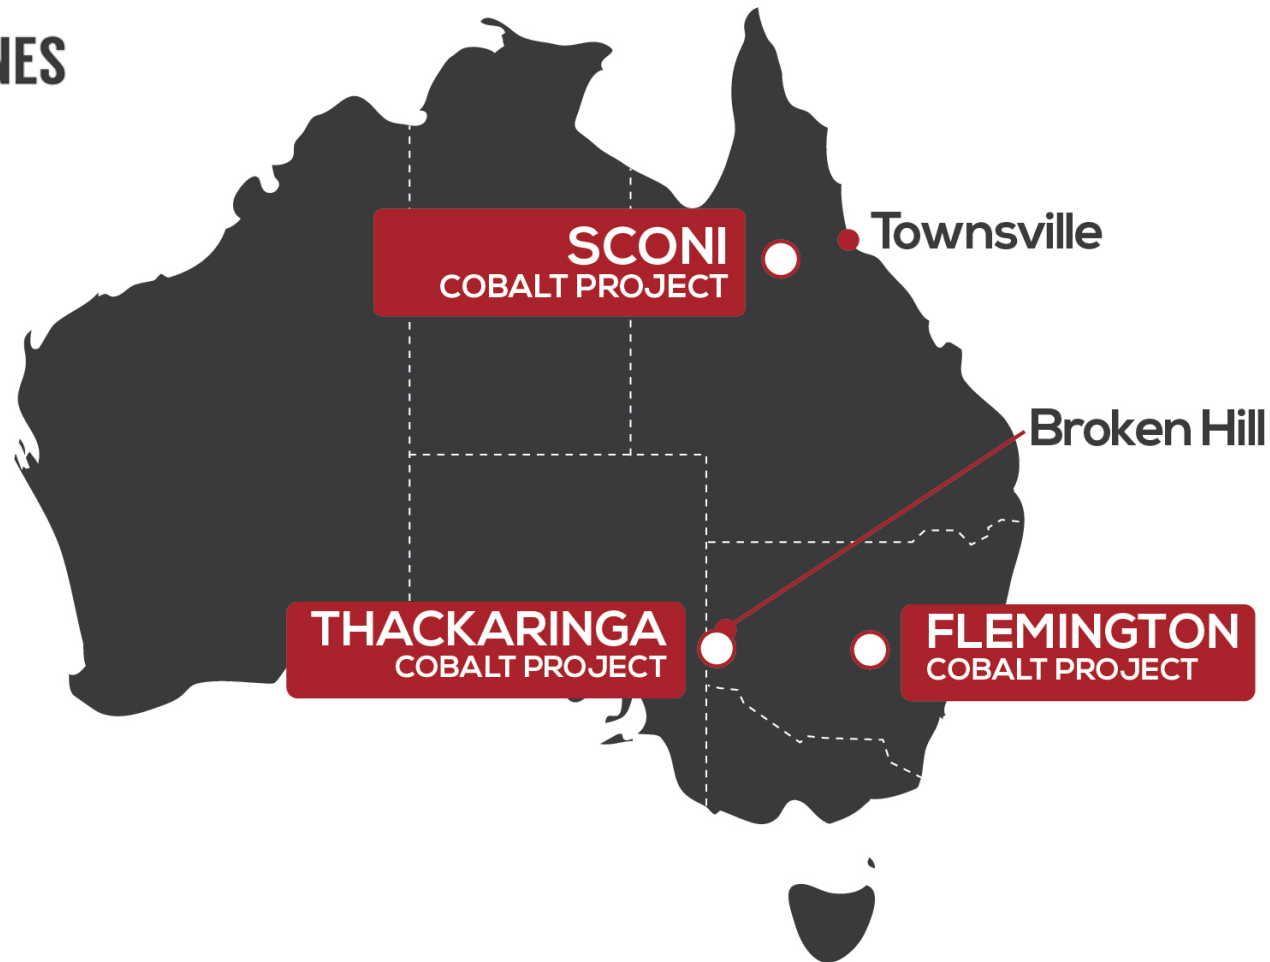 NES
SCONI
COBALT PROJECT
Townsville
Broken Hill
THACKARINGA
COBALT PROJECT
FLEMINGTON
COBALT PROJECT